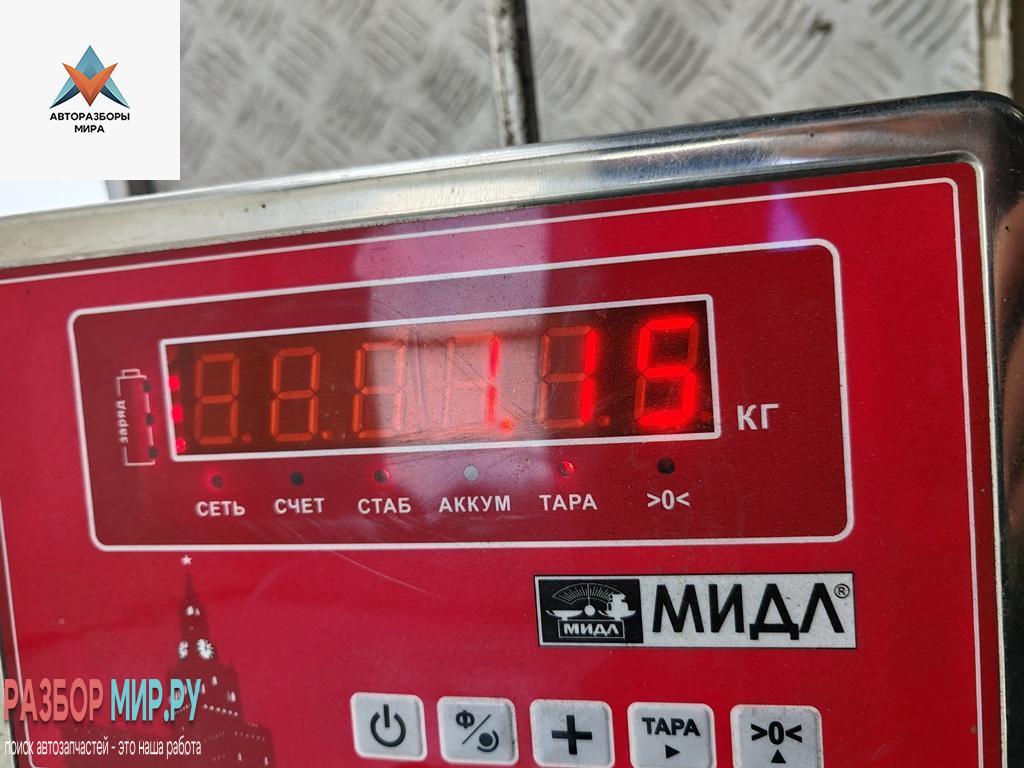 АВТОРАЗБОРЫ
МИРА
заряд
1.15 КГ
СЕТЬ СЧЕТ СТАБ АККУМ ТАРА >0<
МИДЛ МИДЛ®
РАЗБОР МИР.РУ
поиск автозапчастей - это наша работа
Ф + ТАРА >0<